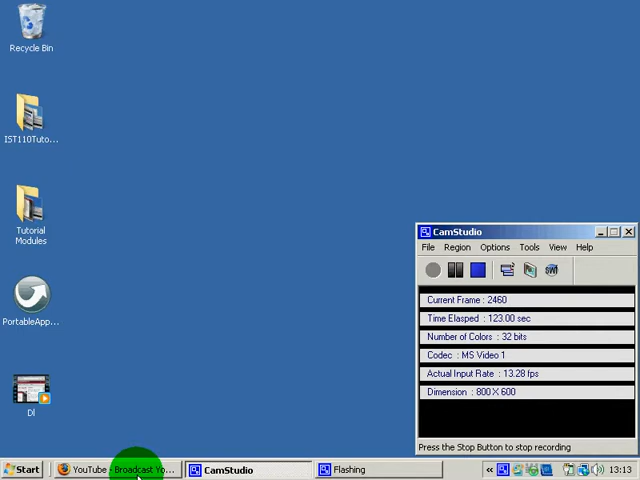 Recycle Bin
IST110Tuto...
Tutorial
Modules
PortableApp...
DI
CamStudio
File Region Options Tools View Help
Current Frame : 2460
Time Elasped : 123.00 sec
Number of Colors : 32 bits
Codec : MS Video 1
Actual Input Rate : 13.28 fps
Dimension : 800 X 600
Press the Stop Button to stop recording
Start
YouTube - Broadcast Yo...
CamStudio
Flashing
13:13